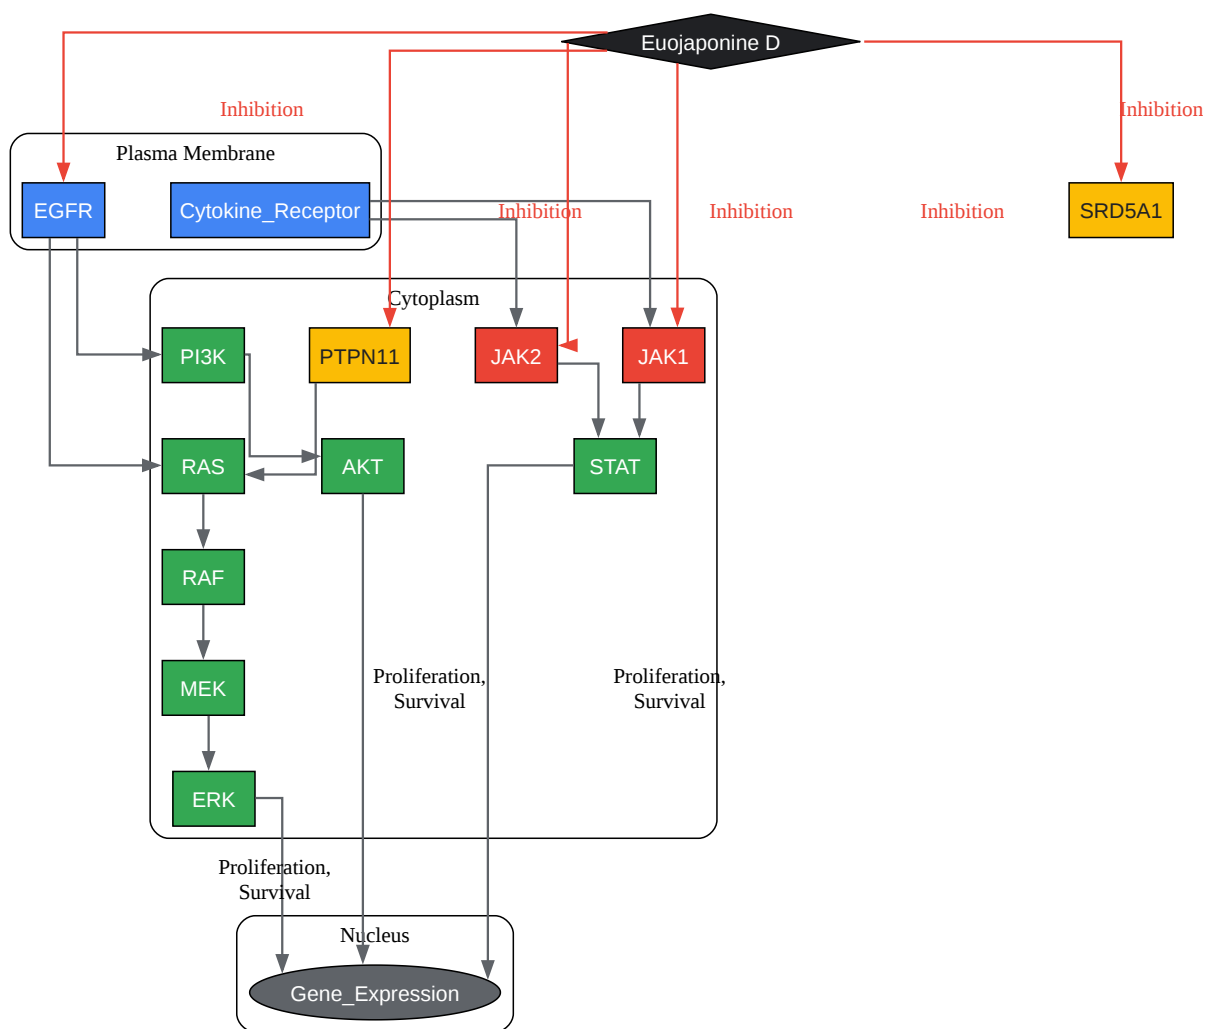 Euojaponine D
Inhibition
Inhibition
Plasma Membrane
EGFR
Cytokine_Receptor
Inhibition
Inhibition
Inhibition
SRD5A1
Cytoplasm
PI3K
PTPN11
JAK2
JAK1
RAS
AKT
STAT
RAF
MEK
Proliferation,
Survival
Proliferation,
Survival
ERK
Proliferation,
Survival
Nucleus
Gene_Expression